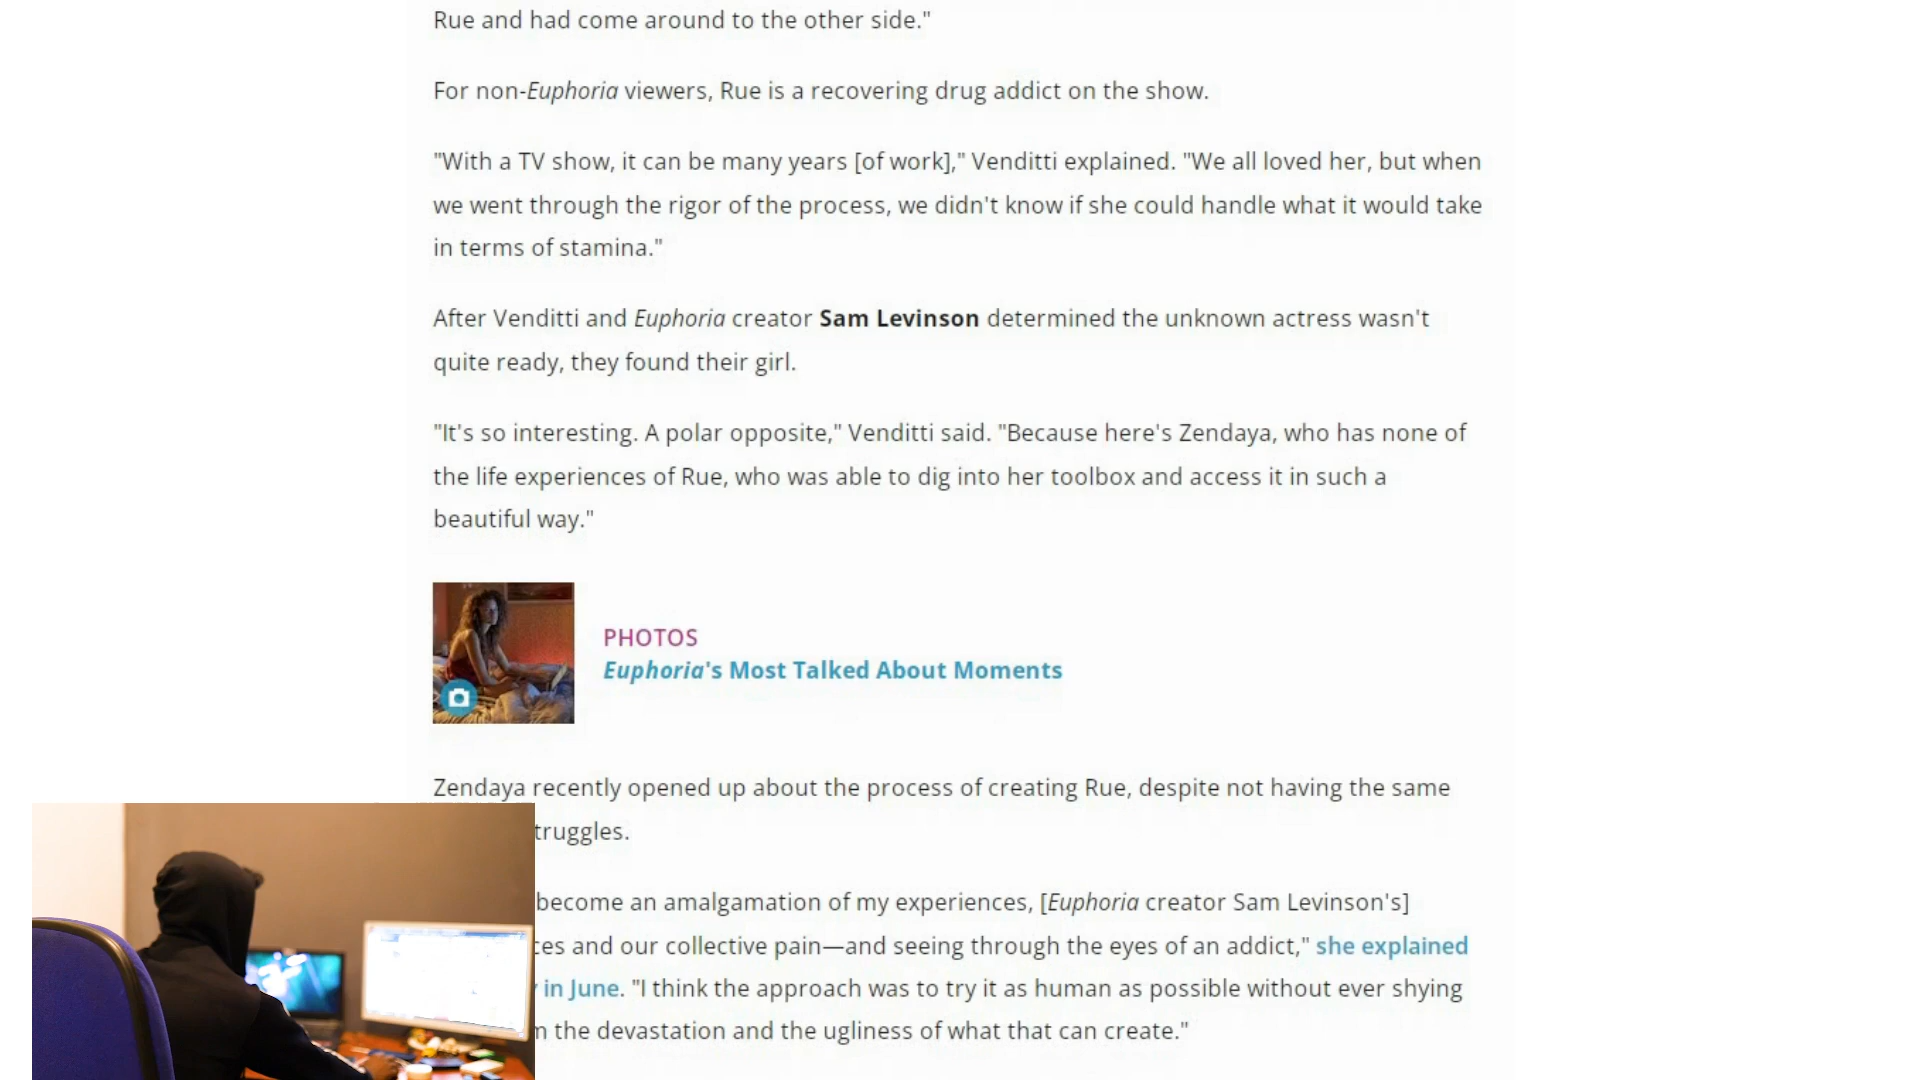 Rue and had come around to the other side."
For non-Euphoria viewers, Rue is a recovering drug addict on the show.
"With a TV show, it can be many years [of work]," Venditti explained. "We all loved her, but when
we went through the rigor of the process, we didn't know if she could handle what it would take
in terms of stamina."
After Venditti and Euphoria creator Sam Levinson determined the unknown actress wasn't
quite ready, they found their girl.
"It's so interesting. A polar opposite," Venditti said. "Because here's Zendaya, who has none of
the life experiences of Rue, who was able to dig into her toolbox and access it in such a
beautiful way."
PHOTOS
Euphoria's Most Talked About Moments
Zendaya recently opened up about the process of creating Rue, despite not having the same
truggles.
become an amalgamation of my experiences, [Euphoria creator Sam Levinson's]
ces and our collective pain—and seeing through the eyes of an addict," she explained
in June. "I think the approach was to try it as human as possible without ever shying
the devastation and the ugliness of what that can create."